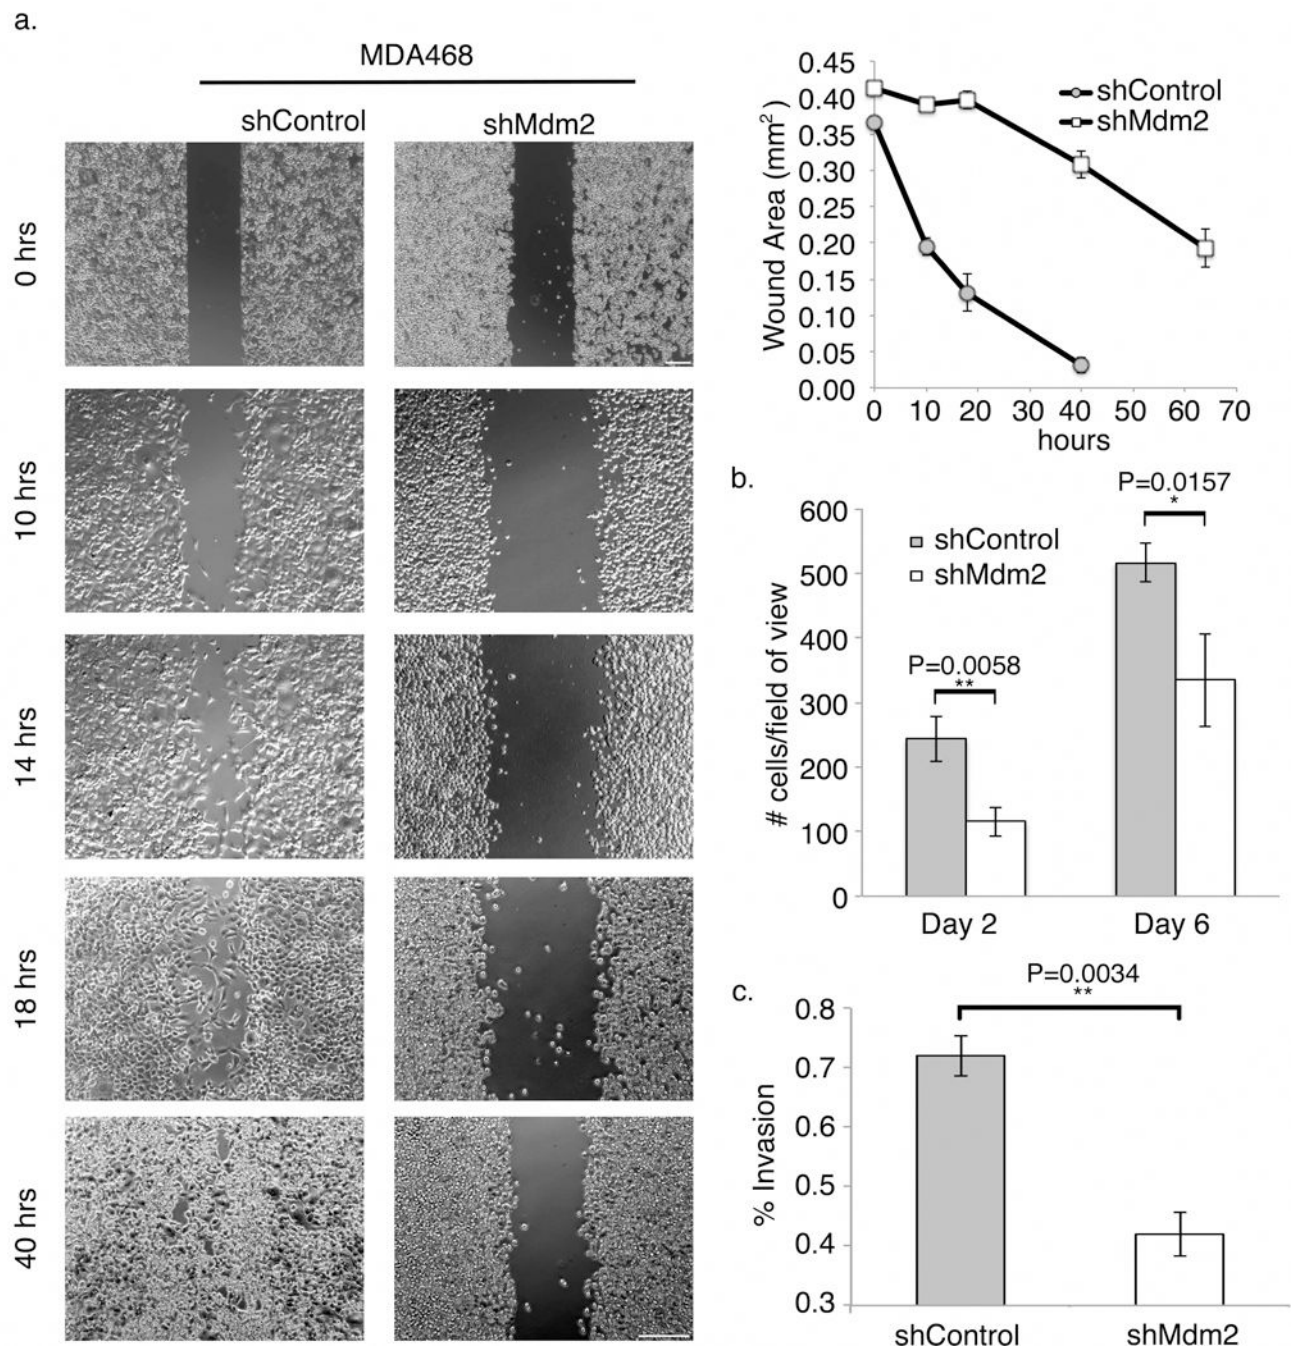 a.
MDA468
shControl
shMdm2
0 hrs
10 hrs
14 hrs
18 hrs
40 hrs
0.45
0.40
0.35
0.30
0.25
0.20
0.15
0.10
0.05
0.00
Wound Area (mm²)
shControl
shMdm2
0 10 20 30 40 50 60 70
hours
b.
P=0.0157
*
600
500
400
300
200
100
0
# cells/field of view
shControl
shMdm2
P=0.0058
**
Day 2 Day 6
c.
P=0.0034
**
0.8
0.7
0.6
0.5
0.4
0.3
% Invasion
shControl shMdm2